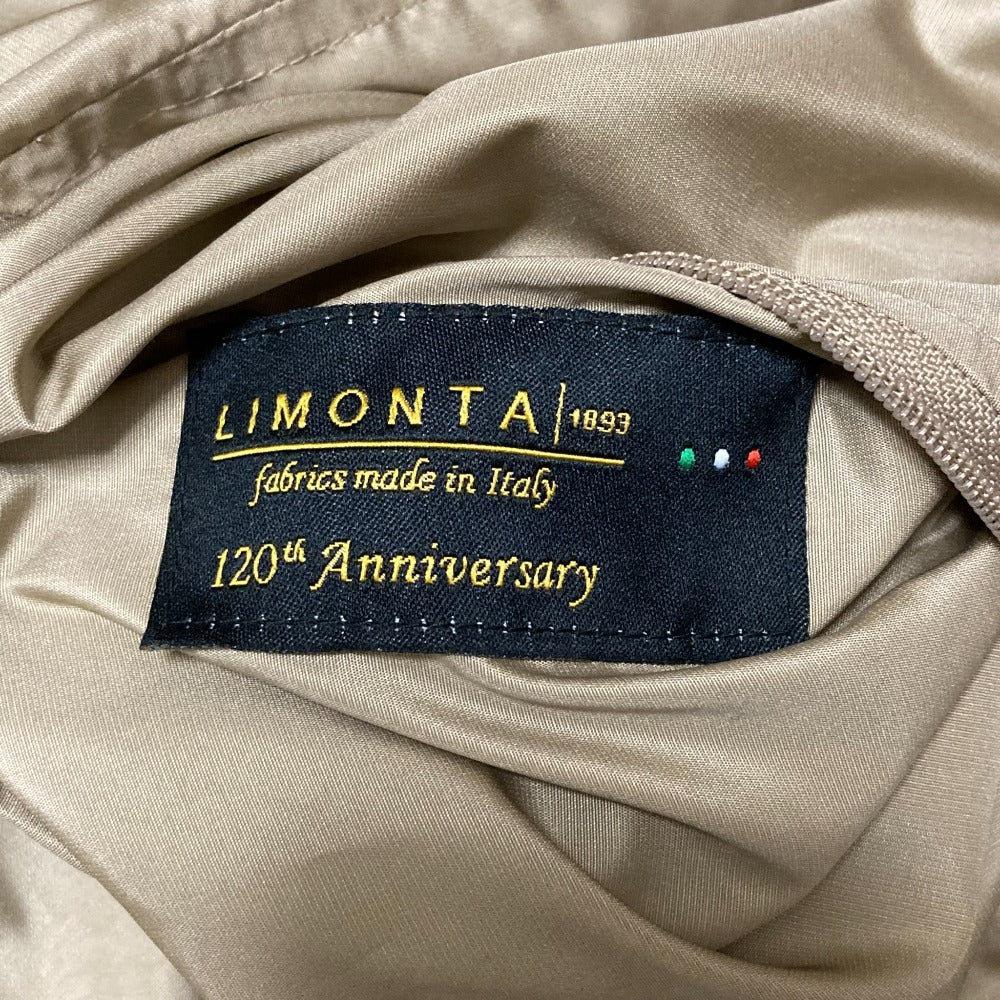 LIMONTA | 1893
fabrics made in Italy
120th Anniversary